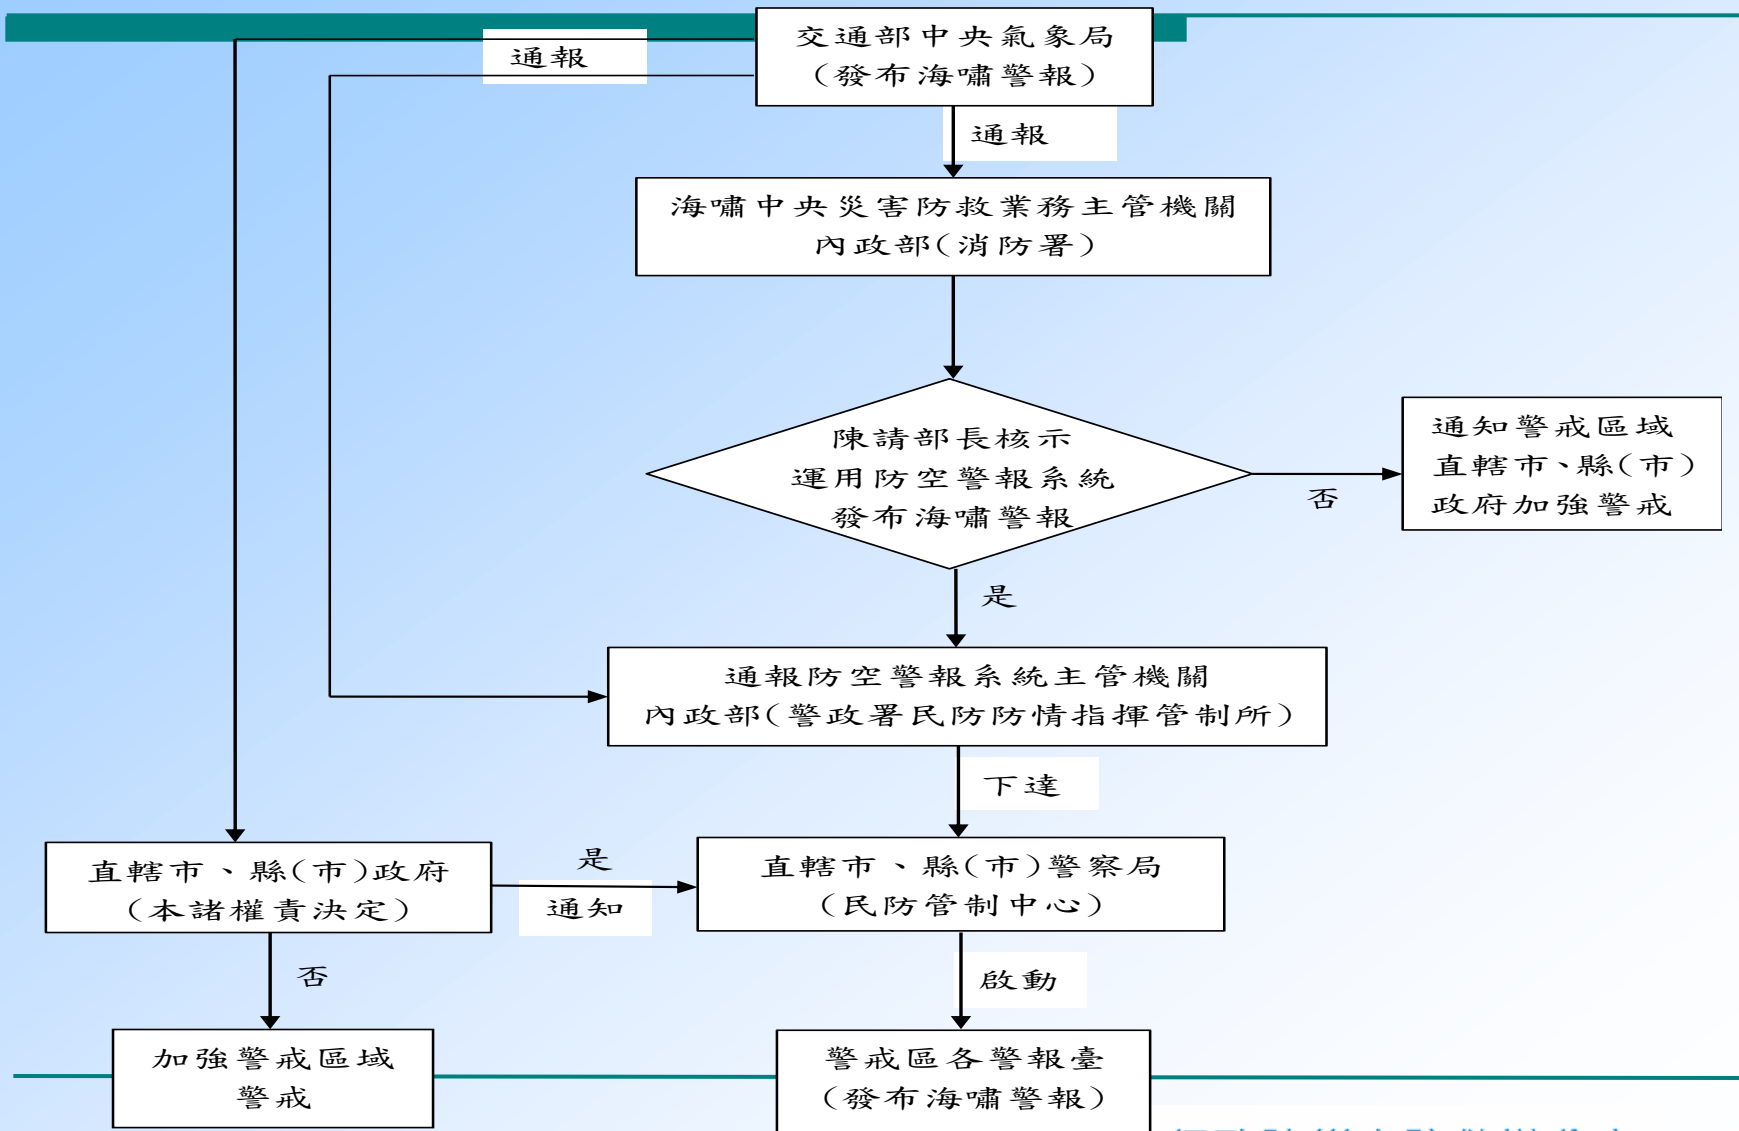 交通部中央氣象局
(發布海嘯警報)
通報
通報
海嘯中央災害防救業務主管機關
內政部(消防署)
陳請部長核示
運用防空警報系統
發布海嘯警報
否
通知警戒區域
直轄市、縣(市)
政府加強警戒
是
通報防空警報系統主管機關
內政部(警政署民防防情指揮管制所)
下達
直轄市、縣(市)政府
(本諸權責決定)
是
通知
直轄市、縣(市)警察局
(民防管制中心)
否
啟動
加強警戒區域
警戒
警戒區各警報臺
(發布海嘯警報)